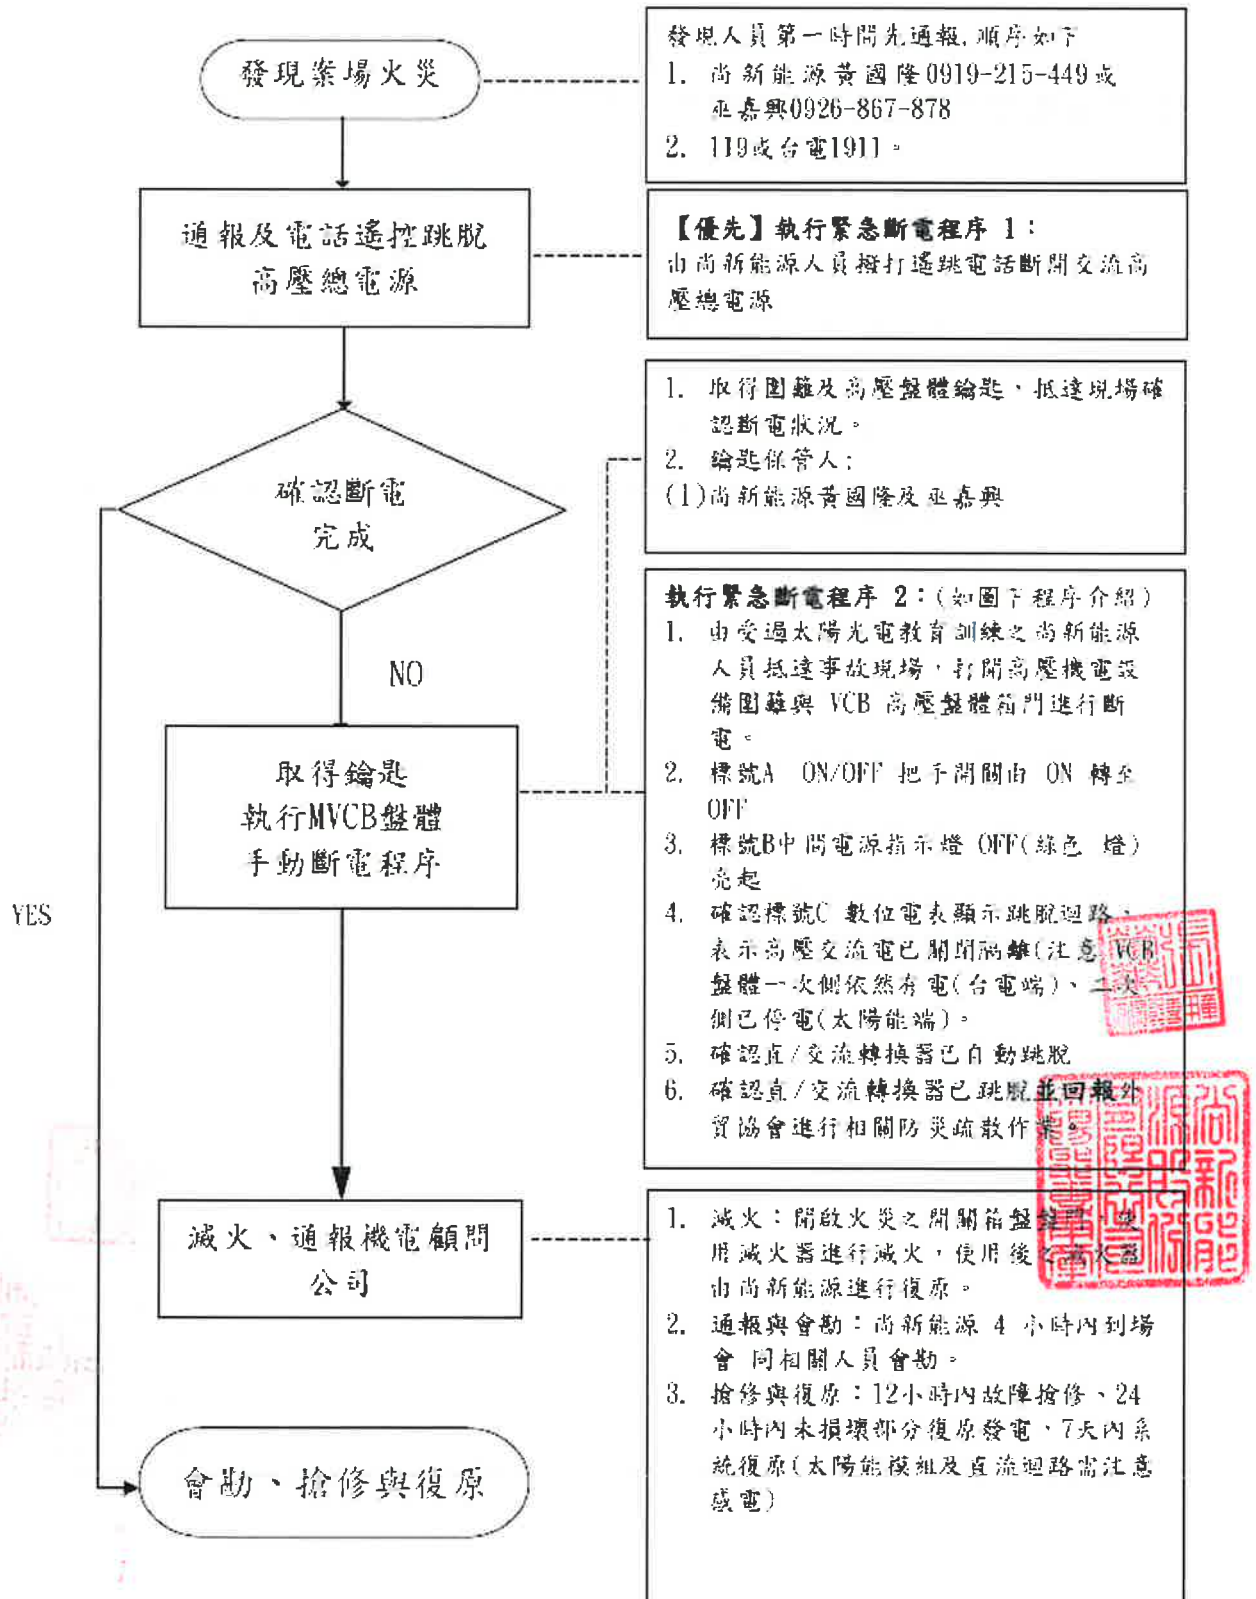 發現案場火災
發現人員第一時間先通報,順序如下
1. 尚新能源黃國隆0919-215-449或
巫嘉興0926-867-878
2. 119或台電1911。
通報及電話遙控跳脫
高壓總電源
【優先】執行緊急斷電程序 1:
由尚新能源人員撥打遙跳電話斷開交流高
壓總電源
確認斷電
完成
1. 取得圍籬及高壓盤體鑰匙,抵達現場確
認斷電狀況。
2. 鑰匙保管人:
(1)尚新能源黃國隆及巫嘉興
NO
YES
取得鑰匙
執行MVCB盤體
手動斷電程序
執行緊急斷電程序 2:(如圖下程序介紹)
1. 由受過太陽光電教育訓練之尚新能源
人員抵達事故現場,打開高壓機電設
備圍籬與 VCB 高壓盤體箱門進行斷
電。
2. 標號A ON/OFF 把手開關由 ON 轉至
OFF
3. 標號B中間電源指示燈 OFF(綠色 燈)
亮起
4. 確認標號C 數位電表顯示跳脫迴路、
表示高壓交流電已關閉隔離(注意 VCB
盤體一次側依然有電(台電端)、二次
側已停電(太陽能端)。
5. 確認直/交流轉換器已自動跳脫
6. 確認直/交流轉換器已跳脫並回報外
貿協會進行相關防災疏散作業。
滅火、通報機電顧問
公司
1. 滅火:開啟火災之開關箱盤盤門、使
用滅火器進行滅火,使用後之滅火器
由尚新能源進行復原。
2. 通報與會勘:尚新能源 4 小時內到場
會 同相關人員會勘。
3. 搶修與復原:12小時內故障搶修、24
小時內未損壞部分復原發電、7天內系
統復原(太陽能模組及直流迴路需注意
感電)
會勘、搶修與復原
尚新能
源股份